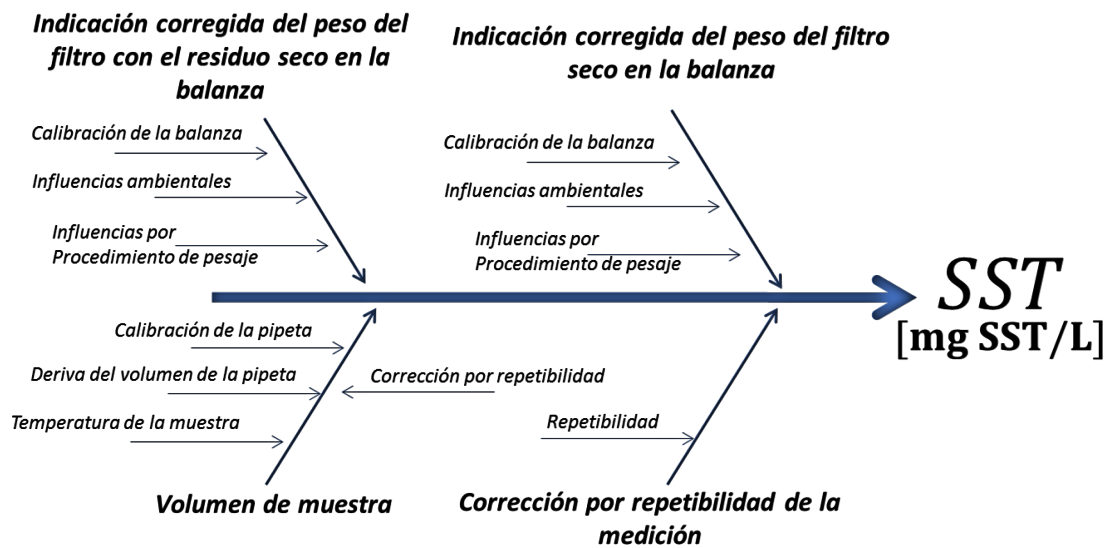 Indicación corregida del peso del
filtro con el residuo seco en la
balanza
Calibración de la balanza
Influencias ambientales
Influencias por
Procedimiento de pesaje
Indicación corregida del peso del filtro
seco en la balanza
Calibración de la balanza
Influencias ambientales
Influencias por
Procedimiento de pesaje
SST
[mg SST/L]
Calibración de la pipeta
Deriva del volumen de la pipeta
Corrección por repetibilidad
Temperatura de la muestra
Volumen de muestra
Repetibilidad
Corrección por repetibilidad de la
medición